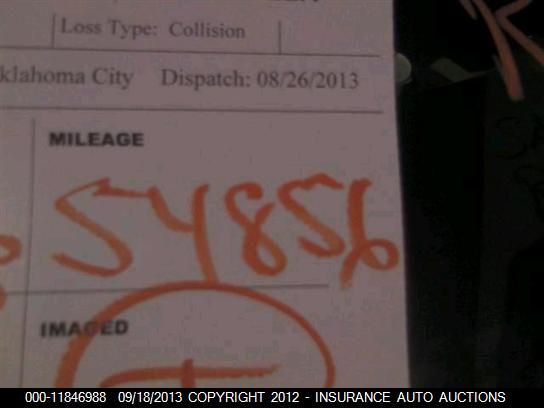 Loss Type: Collision
klahoma City Dispatch: 08/26/2013
MILEAGE
54856
IMAGED
000-11846988 09/18/2013 COPYRIGHT 2012 - INSURANCE AUTO AUCTIONS